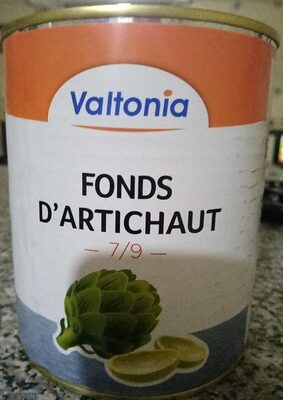 Valtonia
FONDS
D'ARTICHAUT
— 7/9 —